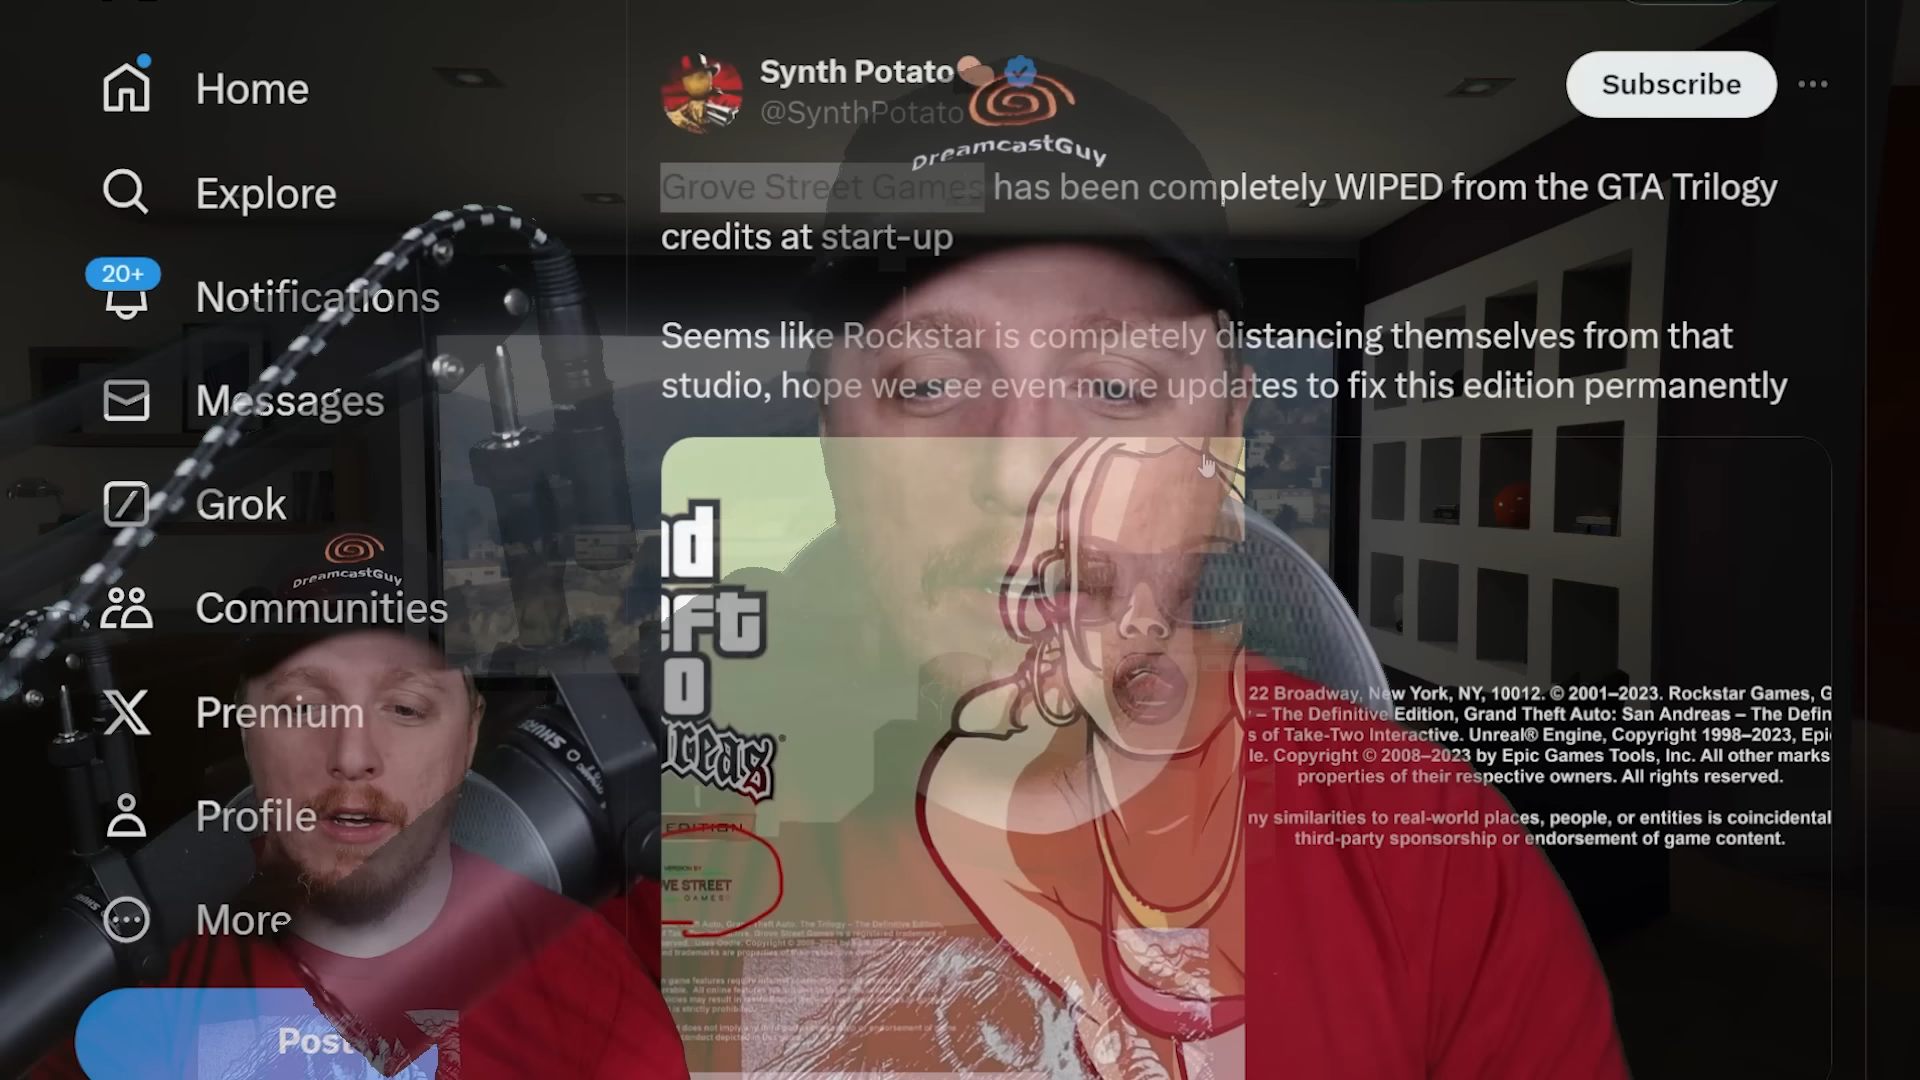 Home
Explore
20+
Notifications
Messages
Grok
Communities
Premium
Profile
More
Post
Synth Potato
@SynthPotato
Subscribe
DreamcastGuy
Grove Street Games has been completely WIPED from the GTA Trilogy
credits at start-up
Seems like Rockstar is completely distancing themselves from that
studio, hope we see even more updates to fix this edition permanently
EDITION
VERSION BY
STREET
GAMES
22 Broadway, New York, NY, 10012. © 2001–2023. Rockstar Games, G
– The Definitive Edition, Grand Theft Auto: San Andreas – The Defin
s of Take-Two Interactive. Unreal® Engine, Copyright 1998–2023, Epi
le. Copyright © 2008–2023 by Epic Games Tools, Inc. All other marks
properties of their respective owners. All rights reserved.
ny similarities to real-world places, people, or entities is coincidental
third-party sponsorship or endorsement of game content.
DreamcastGuy
SHURE